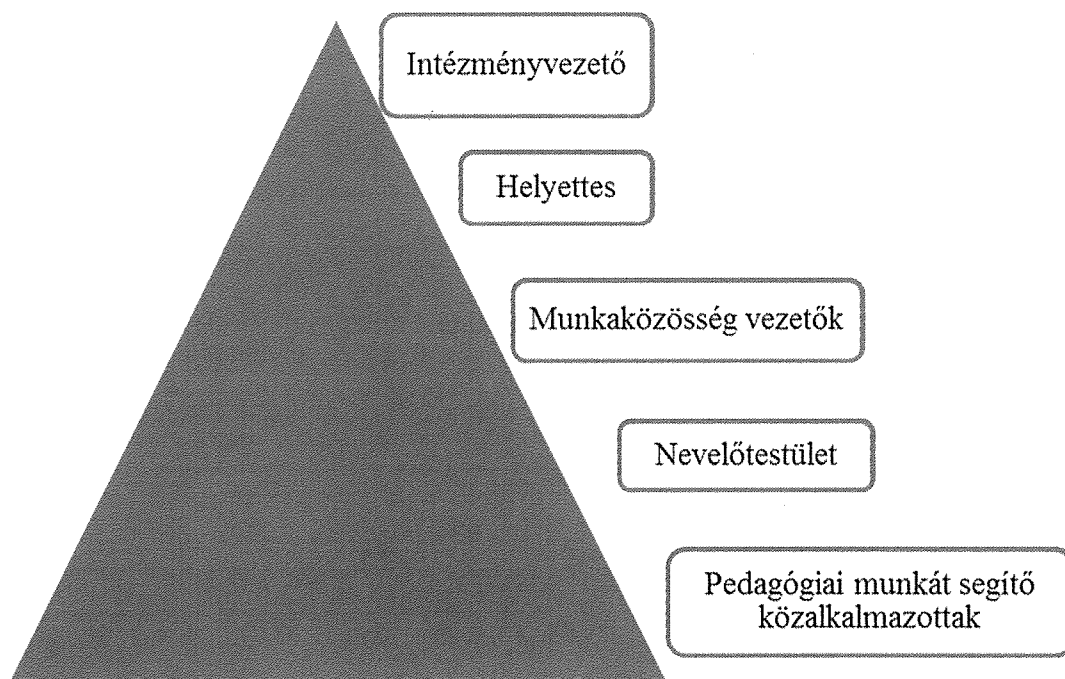 Intézményvezető
Helyettes
Munkaközösség vezetők
Nevelőtestület
Pedagógiai munkát segítő
közalkalmazottak